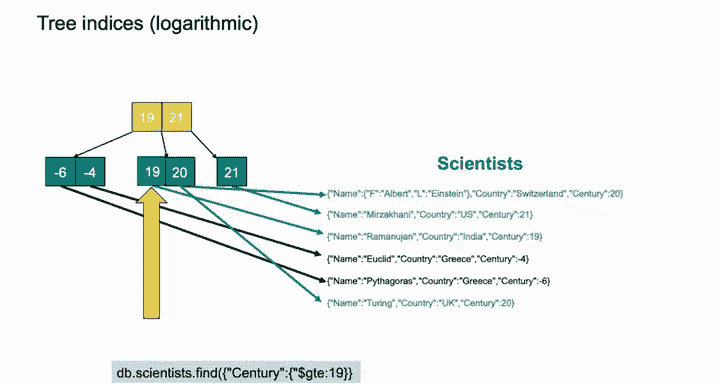 Tree indices (logarithmic)
19 21
-6 -4 19 20 21
Scientists
{"Name":{"F":"Albert","L":"Einstein"},"Country":"Switzerland","Century":20}
{"Name":"Mirzakhani","Country":"US","Century":21}
{"Name":"Ramanujan","Country":"India","Century":19}
{"Name":"Euclid","Country":"Greece","Century":-4}
{"Name":"Pythagoras","Country":"Greece","Century":-6}
{"Name":"Turing","Country":"UK","Century":20}
db.scientists.find({"Century":{"$gte:19}}